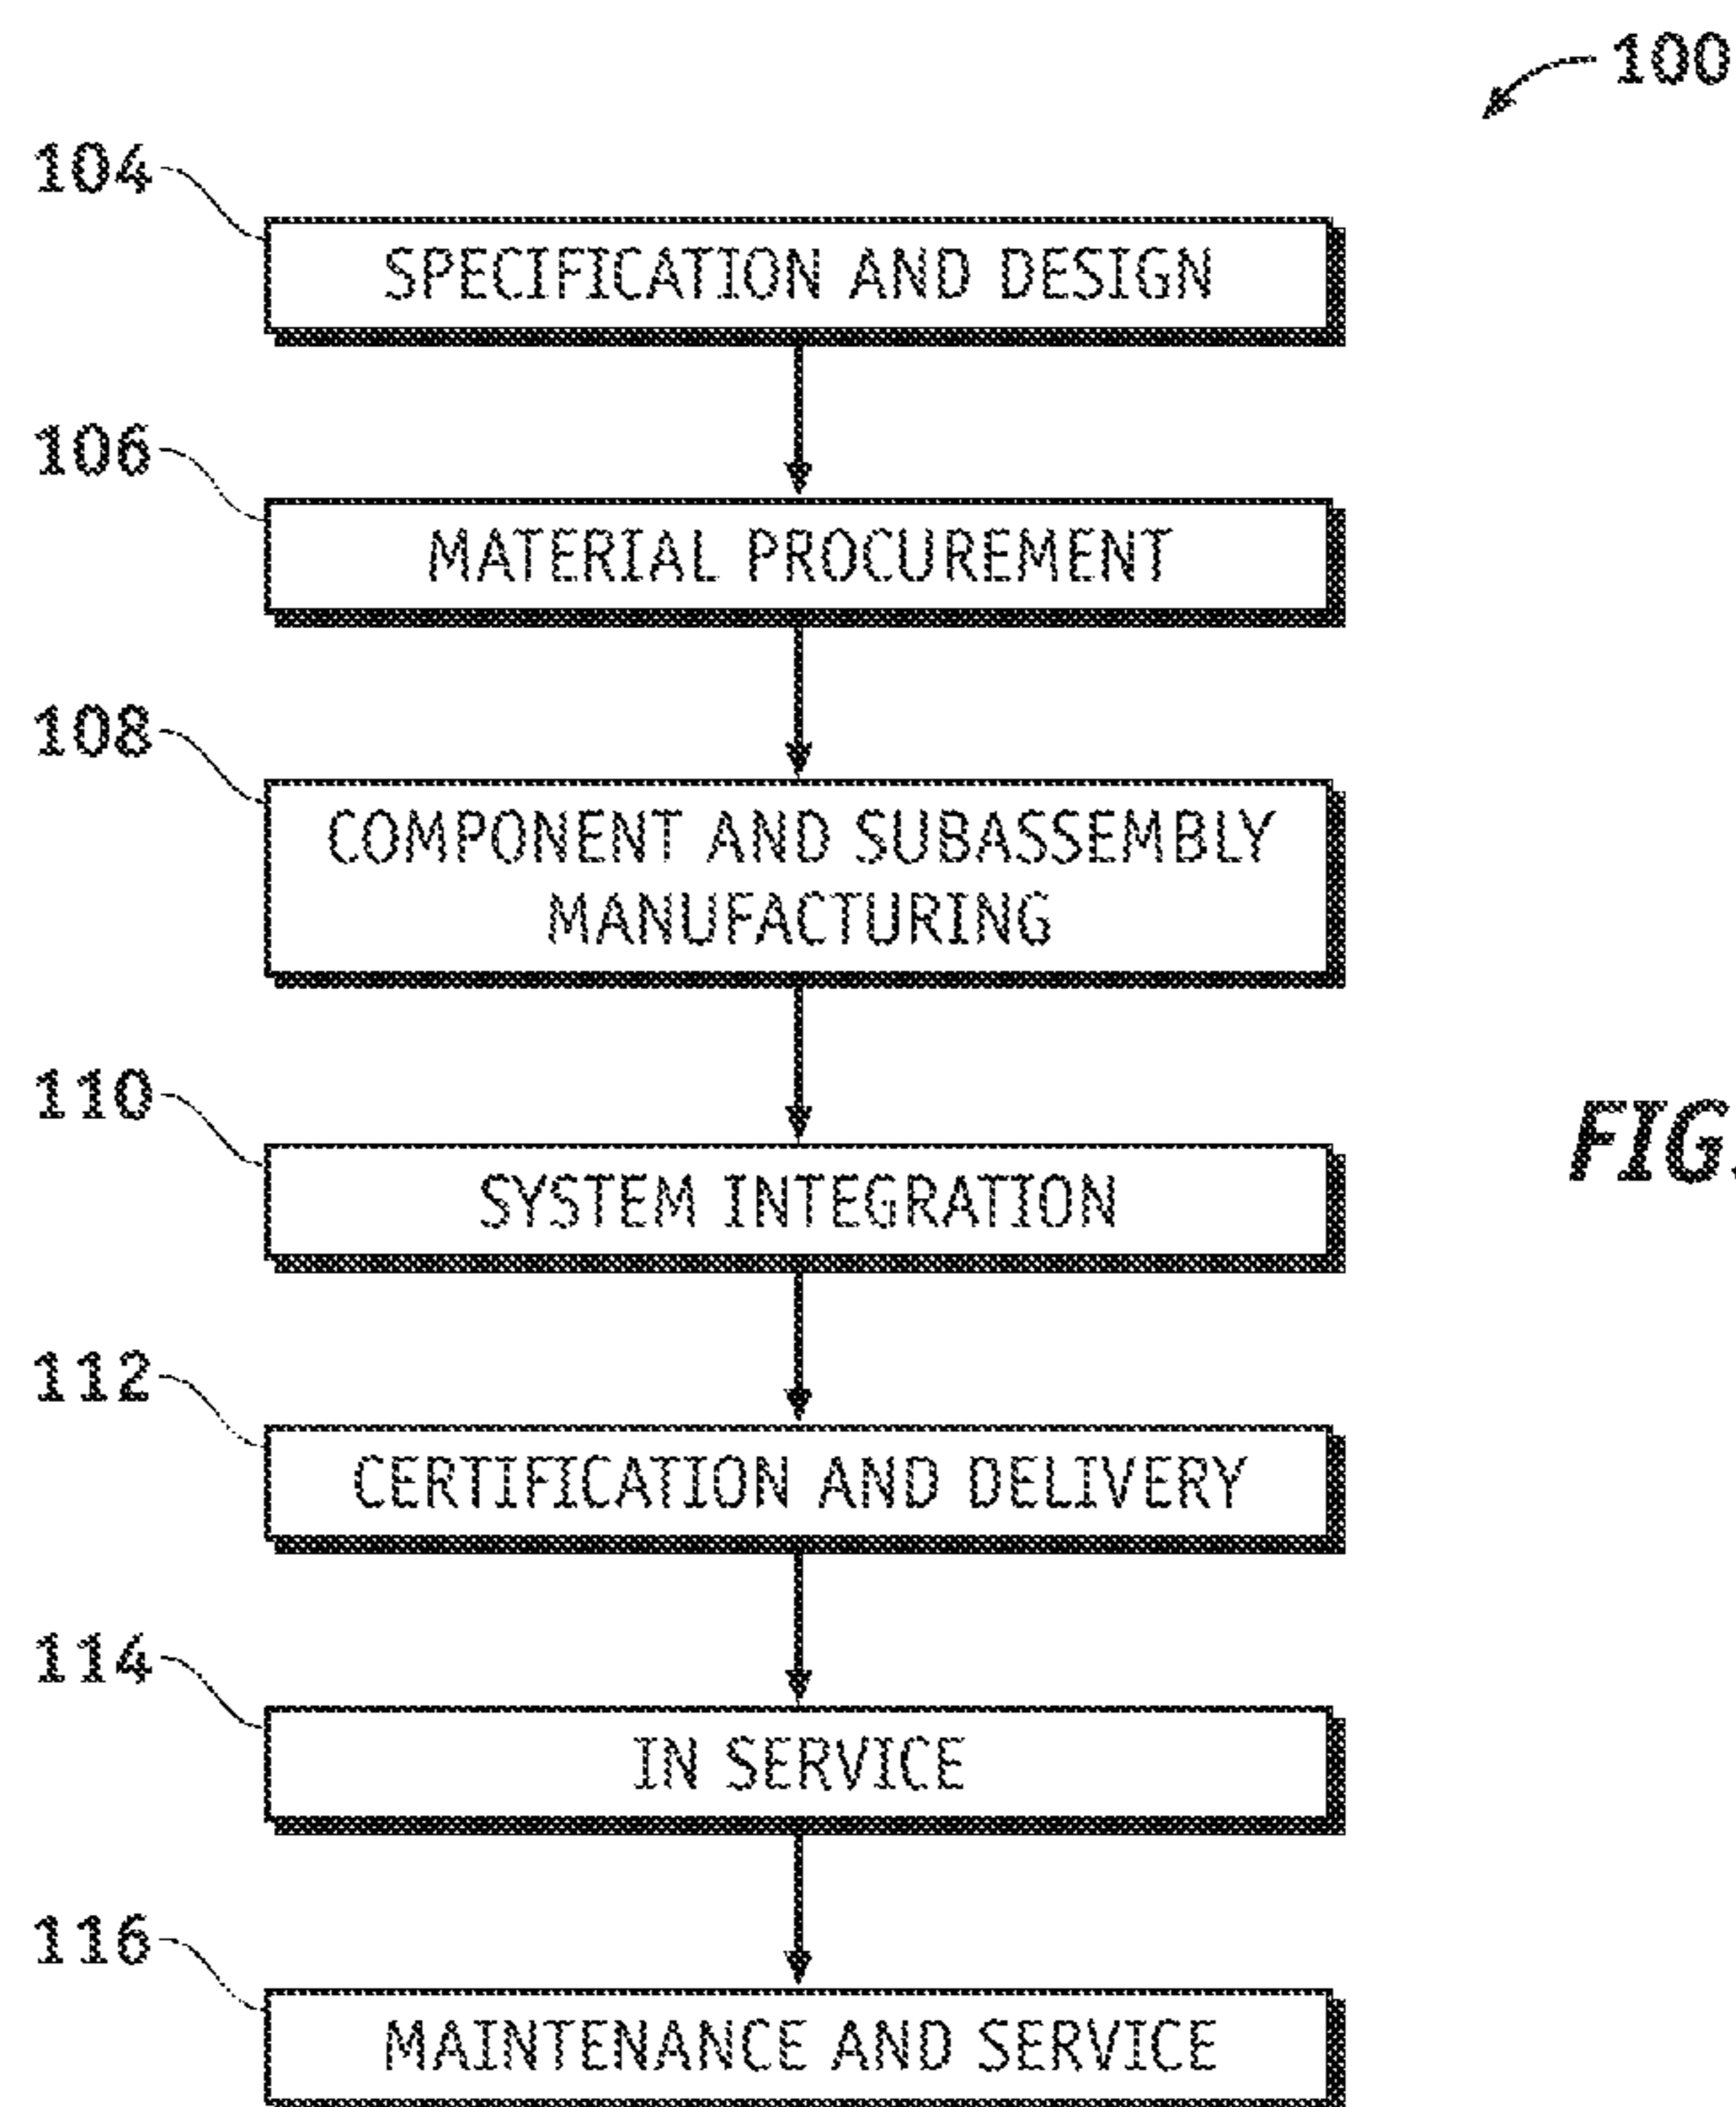 100
104
SPECIFICATION AND DESIGN
106
MATERIAL PROCUREMENT
108
COMPONENT AND SUBASSEMBLY
MANUFACTURING
110
SYSTEM INTEGRATION
FIG.
112
CERTIFICATION AND DELIVERY
114
IN SERVICE
116
MAINTENANCE AND SERVICE